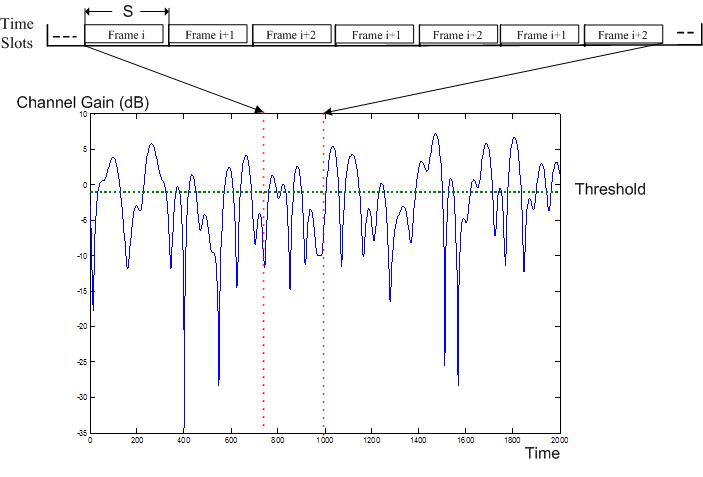 S
Time Slots
Frame i
Frame i+1
Frame i+2
Frame i+1
Frame i+2
Frame i+1
Frame i+2
Channel Gain (dB)
10
5
0
-5
-10
-15
-20
-25
-30
-35
Threshold
0
200
400
600
800
1000
1200
1400
1600
1800
2000
Time